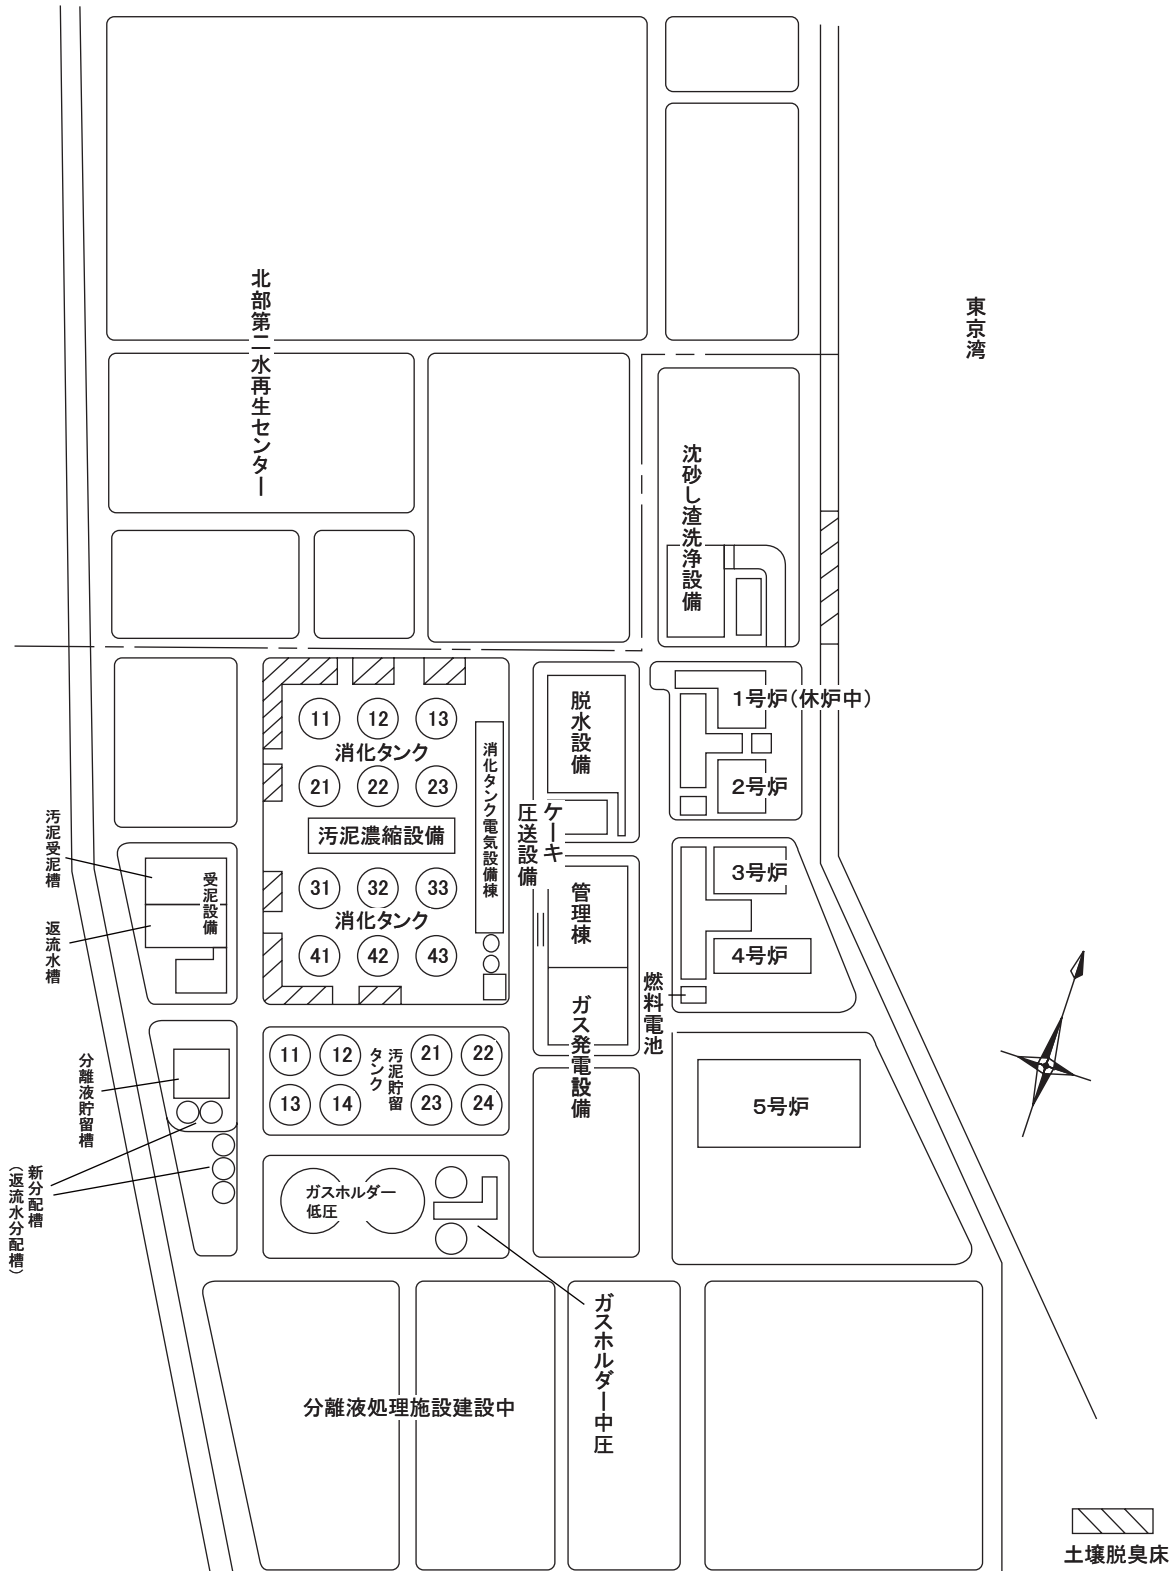 北部第二水再生センター
東京湾
沈砂し渣洗浄設備
11
12
13
消化タンク
21
22
23
汚泥濃縮設備
31
32
33
消化タンク
41
42
43
消化タンク電気設備棟
脱水設備
ケーキ
圧送設備
管理棟
ガス発電設備
1号炉(休炉中)
2号炉
3号炉
4号炉
燃料電池
5号炉
汚泥受泥槽
受泥設備
返流水槽
分離液貯留槽
新分配槽
(返流水分配槽)
11
12
汚泥貯留
タンク
21
22
13
14
23
24
ガスホルダー
低圧
ガスホルダー中圧
分離液処理施設建設中
土壌脱臭床